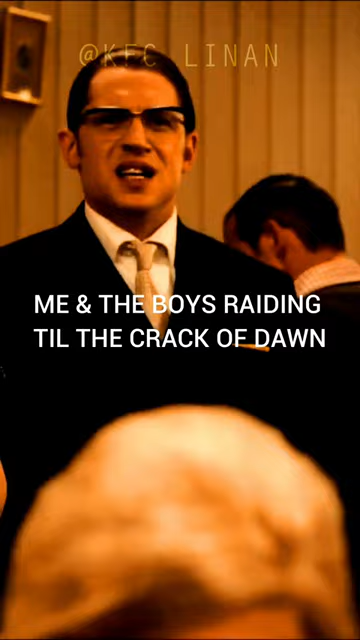 @KFC LINAN
ME & THE BOYS RAIDING
TIL THE CRACK OF DAWN